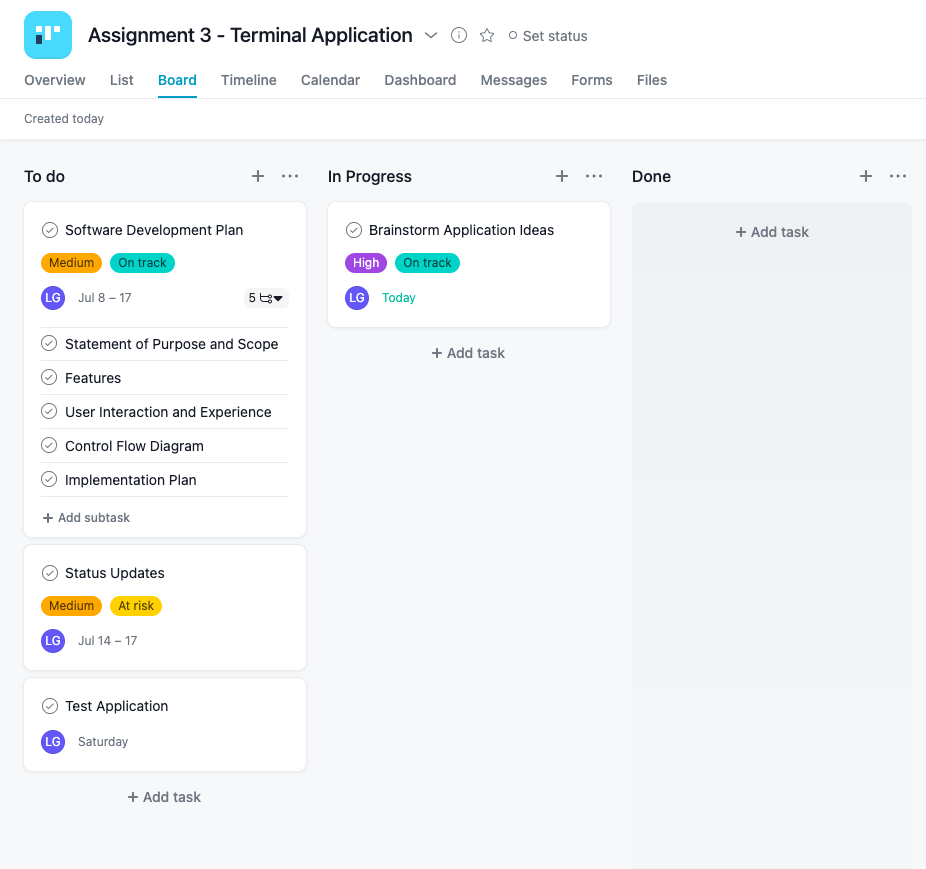 Assignment 3 - Terminal Application
Set status
Overview List Board Timeline Calendar Dashboard Messages Forms Files
Created today
To do
Software Development Plan
Medium On track
LG Jul 8 – 17 5
Statement of Purpose and Scope
Features
User Interaction and Experience
Control Flow Diagram
Implementation Plan
+ Add subtask
Status Updates
Medium At risk
LG Jul 14 – 17
Test Application
LG Saturday
+ Add task
In Progress
Brainstorm Application Ideas
High On track
LG Today
+ Add task
Done
+ Add task